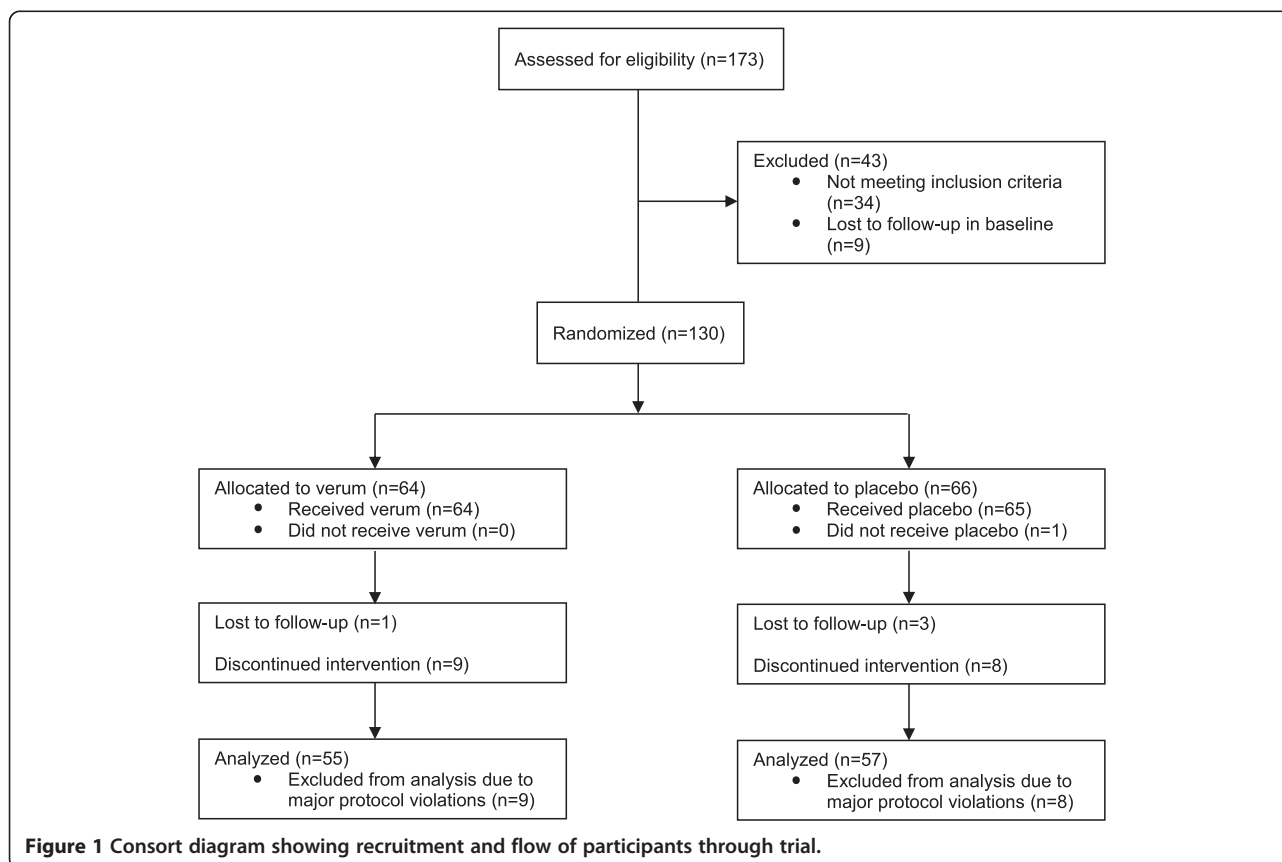 Assessed for eligibility (n=173)
Excluded (n=43)
• Not meeting inclusion criteria
(n=34)
• Lost to follow-up in baseline
(n=9)
Randomized (n=130)
Allocated to verum (n=64)
• Received verum (n=64)
• Did not receive verum (n=0)
Allocated to placebo (n=66)
• Received placebo (n=65)
• Did not receive placebo (n=1)
Lost to follow-up (n=1)
Discontinued intervention (n=9)
Lost to follow-up (n=3)
Discontinued intervention (n=8)
Analyzed (n=55)
• Excluded from analysis due to
major protocol violations (n=9)
Analyzed (n=57)
• Excluded from analysis due to
major protocol violations (n=8)
Figure 1 Consort diagram showing recruitment and flow of participants through trial.